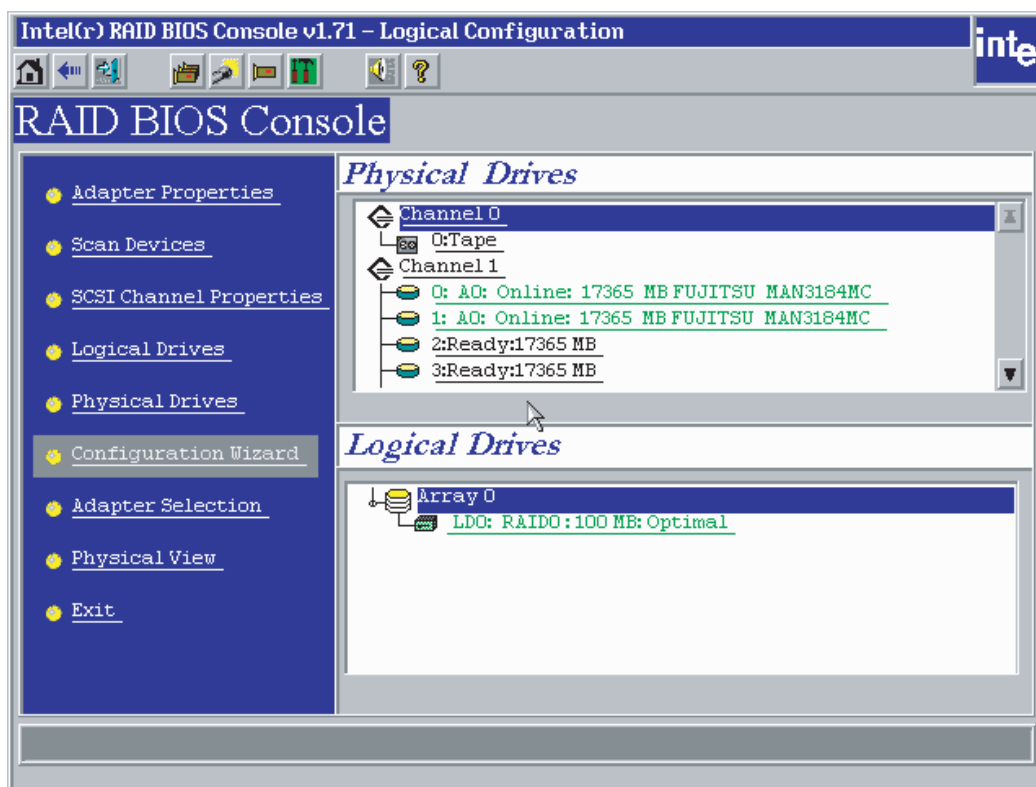 Intel(r) RAID BIOS Console v1.71 – Logical Configuration
inte
RAID BIOS Console
Adapter Properties
Scan Devices
SCSI Channel Properties
Logical Drives
Physical Drives
Configuration Wizard
Adapter Selection
Physical View
Exit
Physical Drives
Channel 0
0:Tape
Channel 1
0: A0: Online: 17365 MB FUJITSU MAN3184MC
1: A0: Online: 17365 MB FUJITSU MAN3184MC
2:Ready:17365 MB
3:Ready:17365 MB
Logical Drives
Array 0
LD0: RAID0 : 100 MB: Optimal